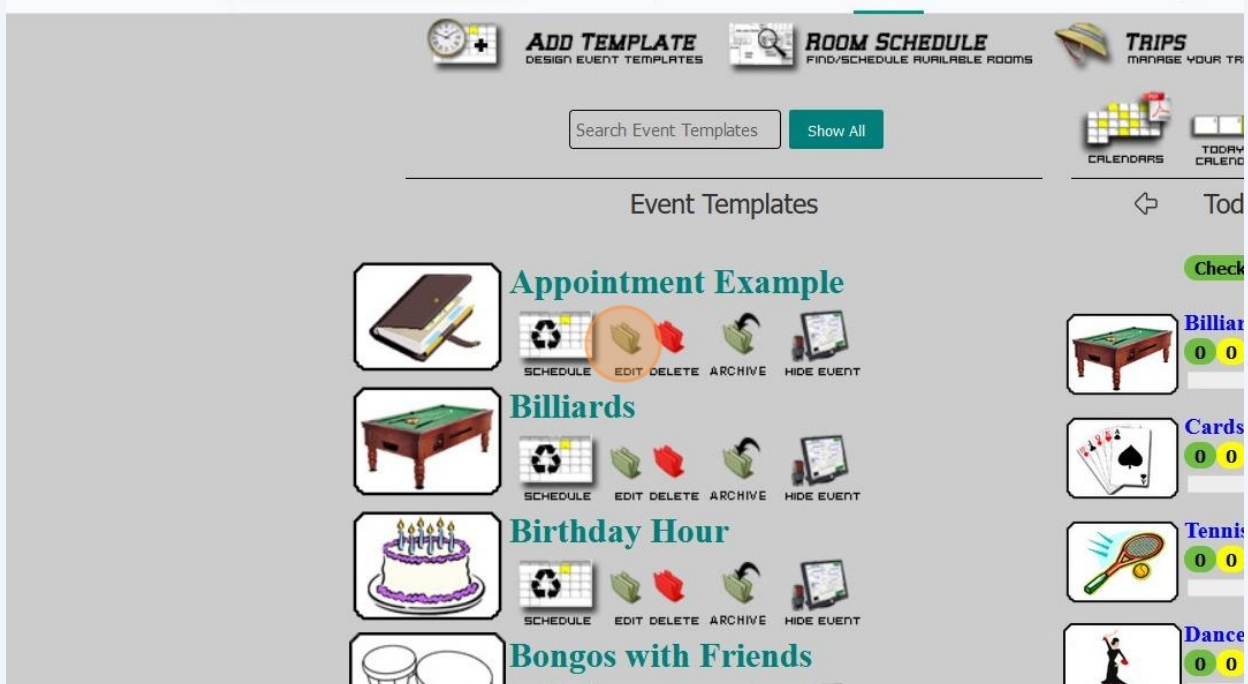 ADD TEMPLATE
DESIGN EVENT TEMPLATES
ROOM SCHEDULE
FIND/SCHEDULE AVAILABLE ROOMS
TRIPS
MANAGE YOUR TR
Search Event Templates
Show All
CALENDARS
TODAY
CALEND
Event Templates
Tod
Appointment Example
SCHEDULE EDIT DELETE ARCHIVE HIDE EVENT
Billiards
SCHEDULE EDIT DELETE ARCHIVE HIDE EVENT
Birthday Hour
SCHEDULE EDIT DELETE ARCHIVE HIDE EVENT
Bongos with Friends
Check
Billiar
0 0
Cards
0 0
Tennis
0 0
Dance
0 0